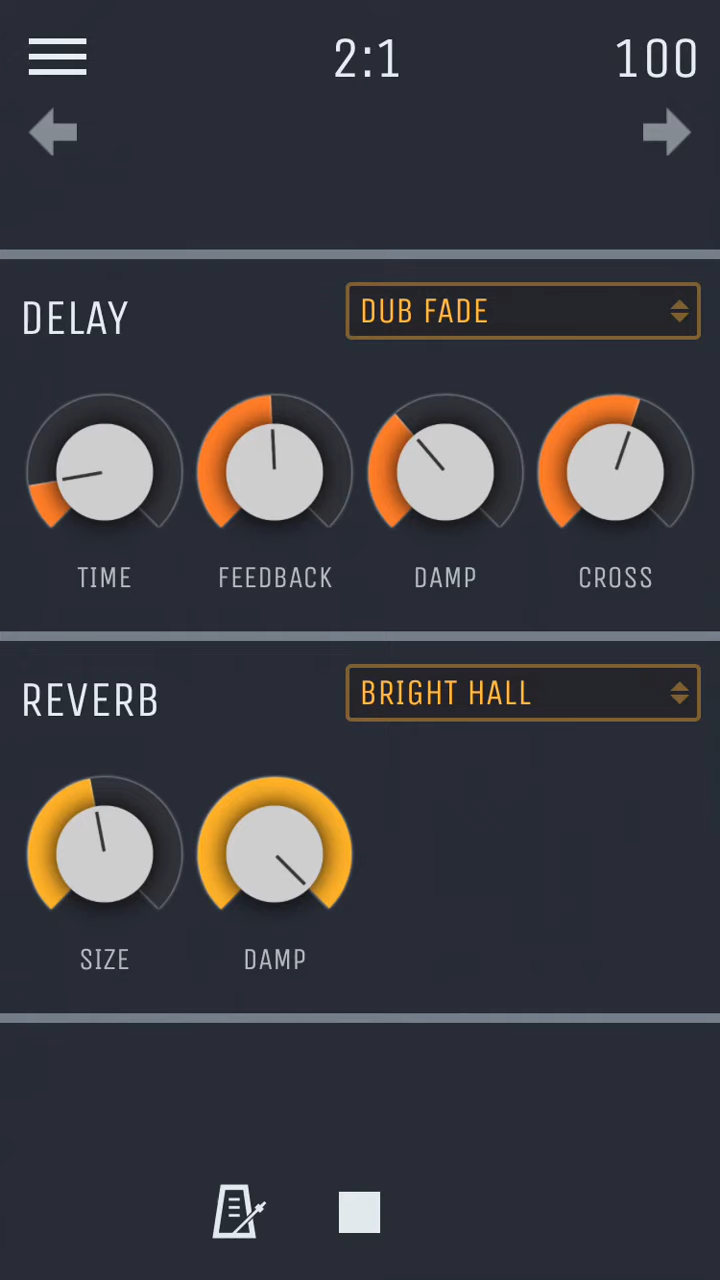 2:1 100
DELAY DUB FADE
TIME FEEDBACK DAMP CROSS
REVERB BRIGHT HALL
SIZE DAMP